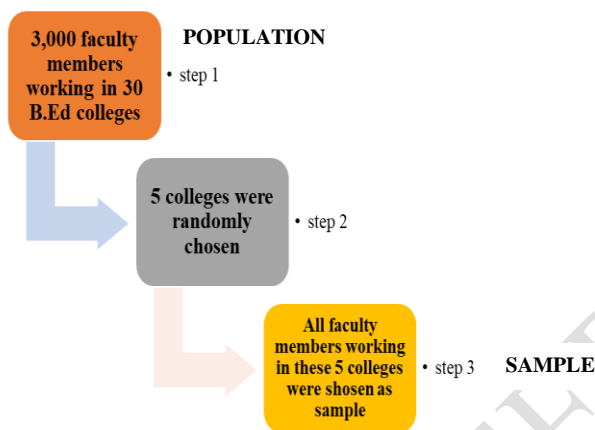 3,000 faculty
members
working in 30
B.Ed colleges
POPULATION
• step 1
5 colleges were
randomly
chosen
• step 2
All faculty
members working
in these 5 colleges
were shosen as
sample
• step 3
SAMPLE